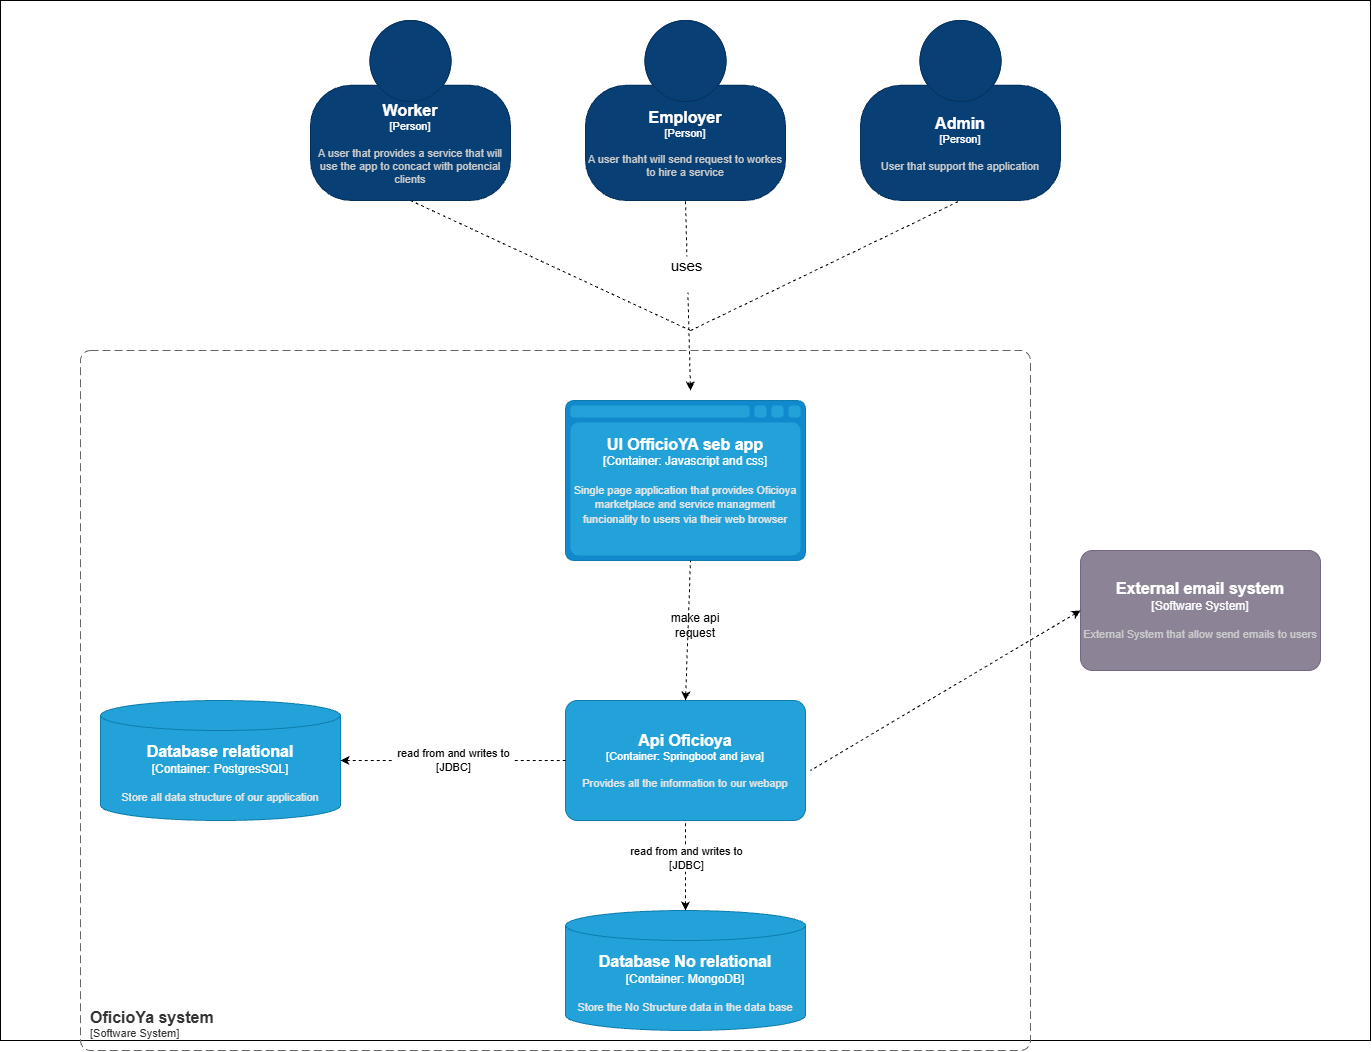 Worker
[Person]
A user that provides a service that will
use the app to concact with potencial
clients
Employer
[Person]
A user thaht will send request to workes
to hire a service
Admin
[Person]
User that support the application
uses
UI OfficioYA seb app
[Container: Javascript and css]
Single page application that provides Oficioya
marketplace and service managment
funcionality to users via their web browser
make api
request
External email system
[Software System]
External System that allow send emails to users
Database relational
[Container: PostgresSQL]
Store all data structure of our application
read from and writes to
[JDBC]
Api Oficioya
[Container: Springboot and java]
Provides all the information to our webapp
read from and writes to
[JDBC]
Database No relational
[Container: MongoDB]
Store the No Structure data in the data base
OficioYa system
[Software System]